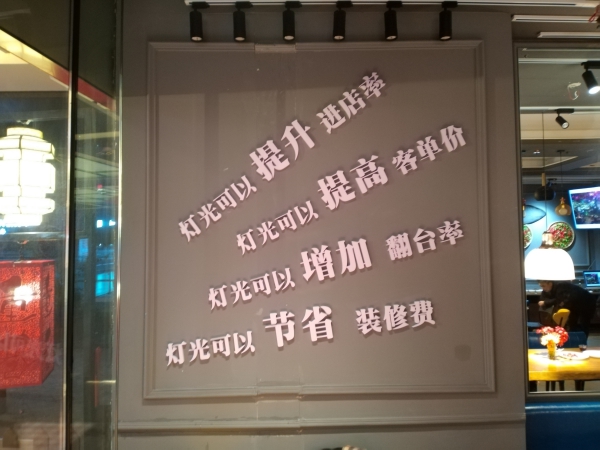 灯光可以提升进店率
灯光可以提高客单价
灯光可以增加翻台率
灯光可以节省装修费